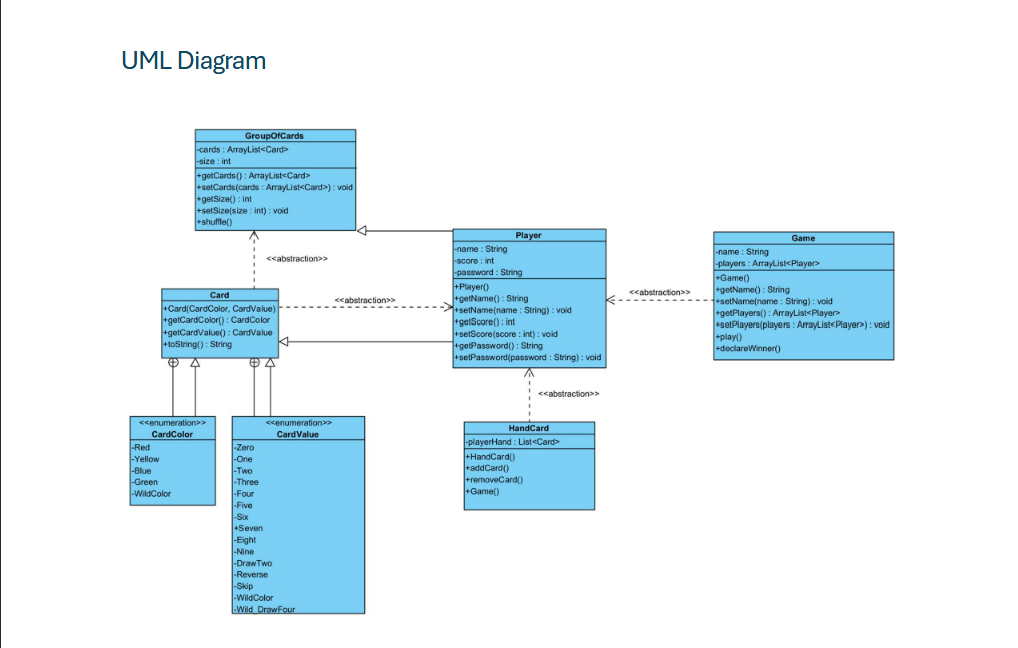 UML Diagram
GroupOfCards
-cards : ArrayList<Card>
-size : int
+getCards() : ArrayList<Card>
+setCards(cards : ArrayList<Card>) : void
+getSize() : int
+setSize(size : int) : void
+shuffle()
<<abstraction>>
Card
+Card(CardColor, CardValue)
+getCardColor() : CardColor
+getCardValue() : CardValue
+toString() : String
<<abstraction>>
Player
-name : String
-score : int
-password : String
+Player()
+getName() : String
+setName(name : String) : void
+getScore() : int
+setScore(score : int) : void
+getPassword() : String
+setPassword(password : String) : void
<<abstraction>>
Game
-name : String
-players : ArrayList<Player>
+Game()
+getName() : String
+setName(name : String) : void
+getPlayers() : ArrayList<Player>
+setPlayers(players : ArrayList<Player>) : void
+play()
+declareWinner()
<<abstraction>>
HandCard
-playerHand : List<Card>
+HandCard()
+addCard()
+removeCard()
+Game()
<<enumeration>>
CardColor
-Red
-Yellow
-Blue
-Green
-WildColor
<<enumeration>>
CardValue
-Zero
-One
-Two
-Three
-Four
-Five
-Six
+Seven
-Eight
-Nine
-DrawTwo
-Reverse
-Skip
-WildColor
-Wild_DrawFour